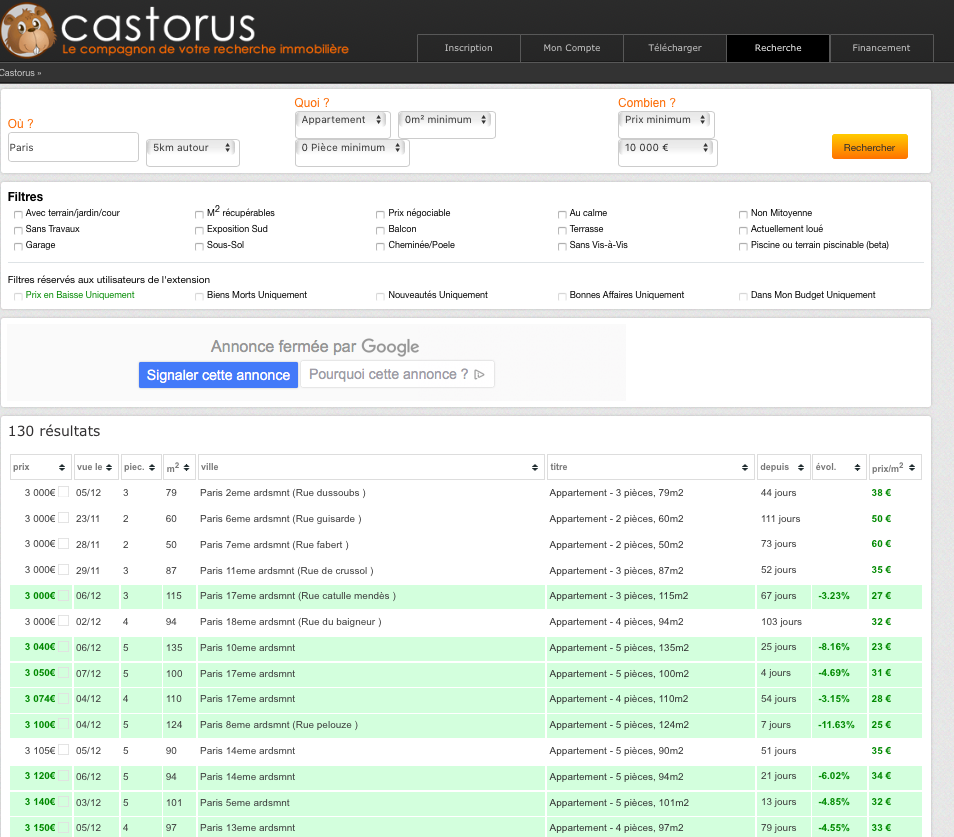 castorus
Le compagnon de votre recherche immobilière
Inscription Mon Compte Télécharger Recherche Financement
Castorus »
Où ?
Paris
5km autour
Quoi ?
Appartement 0m² minimum
0 Pièce minimum
Combien ?
Prix minimum
10 000 €
Rechercher
Filtres
Avec terrain/jardin/cour M2 récupérables Prix négociable Au calme Non Mitoyenne
Sans Travaux Exposition Sud Balcon Terrasse Actuellement loué
Garage Sous-Sol Cheminée/Poele Sans Vis-à-Vis Piscine ou terrain piscinable (beta)
Filtres réservés aux utilisateurs de l'extension
Prix en Baisse Uniquement Biens Morts Uniquement Nouveautés Uniquement Bonnes Affaires Uniquement Dans Mon Budget Uniquement
Annonce fermée par Google
Signaler cette annonce Pourquoi cette annonce ?
130 résultats
prix vue le piec. m2 ville titre depuis évol. prix/m2
3 000€ 05/12 3 79 Paris 2eme ardsmnt (Rue dussoubs ) Appartement - 3 pièces, 79m2 44 jours 38 €
3 000€ 23/11 2 60 Paris 6eme ardsmnt (Rue guisarde ) Appartement - 2 pièces, 60m2 111 jours 50 €
3 000€ 28/11 2 50 Paris 7eme ardsmnt (Rue fabert ) Appartement - 2 pièces, 50m2 73 jours 60 €
3 000€ 29/11 3 87 Paris 11eme ardsmnt (Rue de crussol ) Appartement - 3 pièces, 87m2 52 jours 35 €
3 000€ 06/12 3 115 Paris 17eme ardsmnt (Rue catulle mendès ) Appartement - 3 pièces, 115m2 67 jours -3.23% 27 €
3 000€ 02/12 4 94 Paris 18eme ardsmnt (Rue du baigneur ) Appartement - 4 pièces, 94m2 103 jours 32 €
3 040€ 06/12 5 135 Paris 10eme ardsmnt Appartement - 5 pièces, 135m2 25 jours -8.16% 23 €
3 050€ 07/12 5 100 Paris 17eme ardsmnt Appartement - 5 pièces, 100m2 4 jours -4.69% 31 €
3 074€ 04/12 4 110 Paris 17eme ardsmnt Appartement - 4 pièces, 110m2 54 jours -3.15% 28 €
3 100€ 04/12 5 124 Paris 8eme ardsmnt (Rue pelouze ) Appartement - 5 pièces, 124m2 7 jours -11.63% 25 €
3 105€ 05/12 5 90 Paris 14eme ardsmnt Appartement - 5 pièces, 90m2 51 jours 35 €
3 120€ 06/12 5 94 Paris 14eme ardsmnt Appartement - 5 pièces, 94m2 21 jours -6.02% 34 €
3 140€ 03/12 5 101 Paris 5eme ardsmnt Appartement - 5 pièces, 101m2 13 jours -4.85% 32 €
3 150€ 05/12 4 97 Paris 13eme ardsmnt Appartement - 4 pièces, 97m2 79 jours -4.55% 33 €